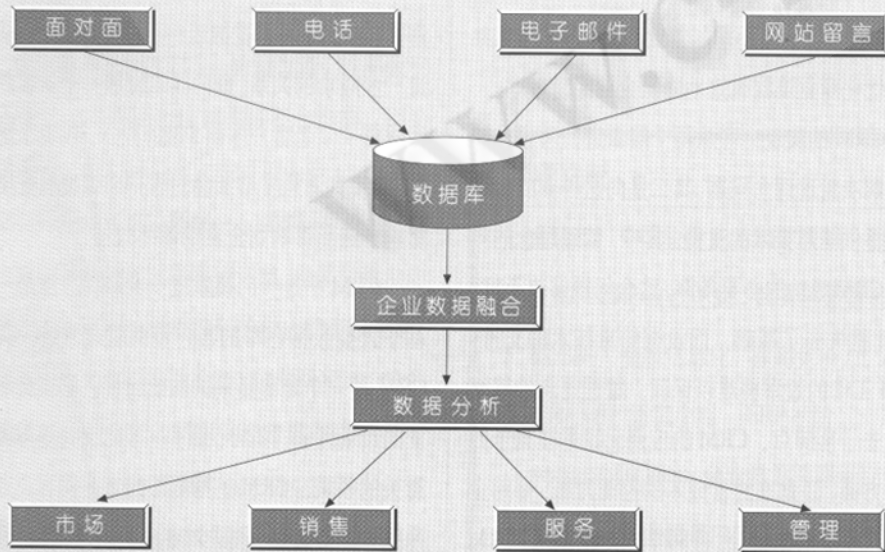 面对面
电话
电子邮件
网站留言
数据库
企业数据融合
数据分析
市场
销售
服务
管理